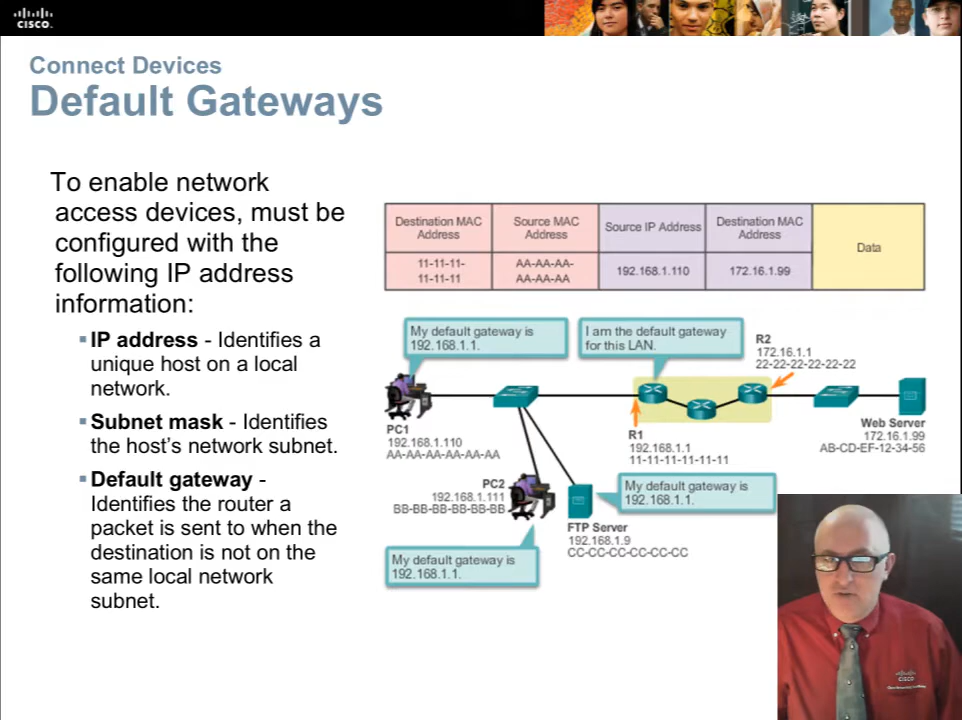 CISCO
Connect Devices
Default Gateways
To enable network
access devices, must be
configured with the
following IP address
information:
IP address - Identifies a
unique host on a local
network.
Subnet mask - Identifies
the host's network subnet.
Default gateway -
Identifies the router a
packet is sent to when the
destination is not on the
same local network
subnet.
Destination MAC
Address
Source MAC
Address
Source IP Address
Destination MAC
Address
Data
11-11-11-
11-11-11
AA-AA-AA-
AA-AA-AA
192.168.1.110
172.16.1.99
My default gateway is
192.168.1.1.
I am the default gateway
for this LAN.
R2
172.16.1.1
22-22-22-22-22-22
PC1
192.168.1.110
AA-AA-AA-AA-AA-AA
R1
192.168.1.1
11-11-11-11-11-11
Web Server
172.16.1.99
AB-CD-EF-12-34-56
PC2
192.168.1.111
BB-BB-BB-BB-BB-BB
My default gateway is
192.168.1.1.
FTP Server
192.168.1.9
CC-CC-CC-CC-CC-CC
My default gateway is
192.168.1.1.
CISCO